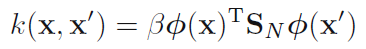 k(x, x′) = βϕ(x)ᵀS_Nϕ(x′)